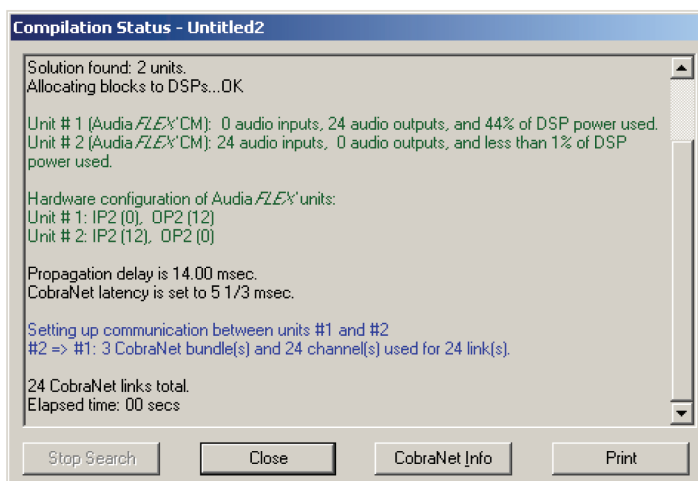 Compilation Status - Untitled2
Solution found: 2 units.
Allocating blocks to DSPs...OK
Unit # 1 (AudiaFLEX CM): 0 audio inputs, 24 audio outputs, and 44% of DSP power used.
Unit # 2 (AudiaFLEX CM): 24 audio inputs, 0 audio outputs, and less than 1% of DSP
power used.
Hardware configuration of AudiaFLEX units:
Unit # 1: IP2 (0), OP2 (12)
Unit # 2: IP2 (12), OP2 (0)
Propagation delay is 14.00 msec.
CobraNet latency is set to 5 1/3 msec.
Setting up communication between units #1 and #2
#2 => #1: 3 CobraNet bundle(s) and 24 channel(s) used for 24 link(s).
24 CobraNet links total.
Elapsed time: 00 secs
Stop Search Close CobraNet Info Print